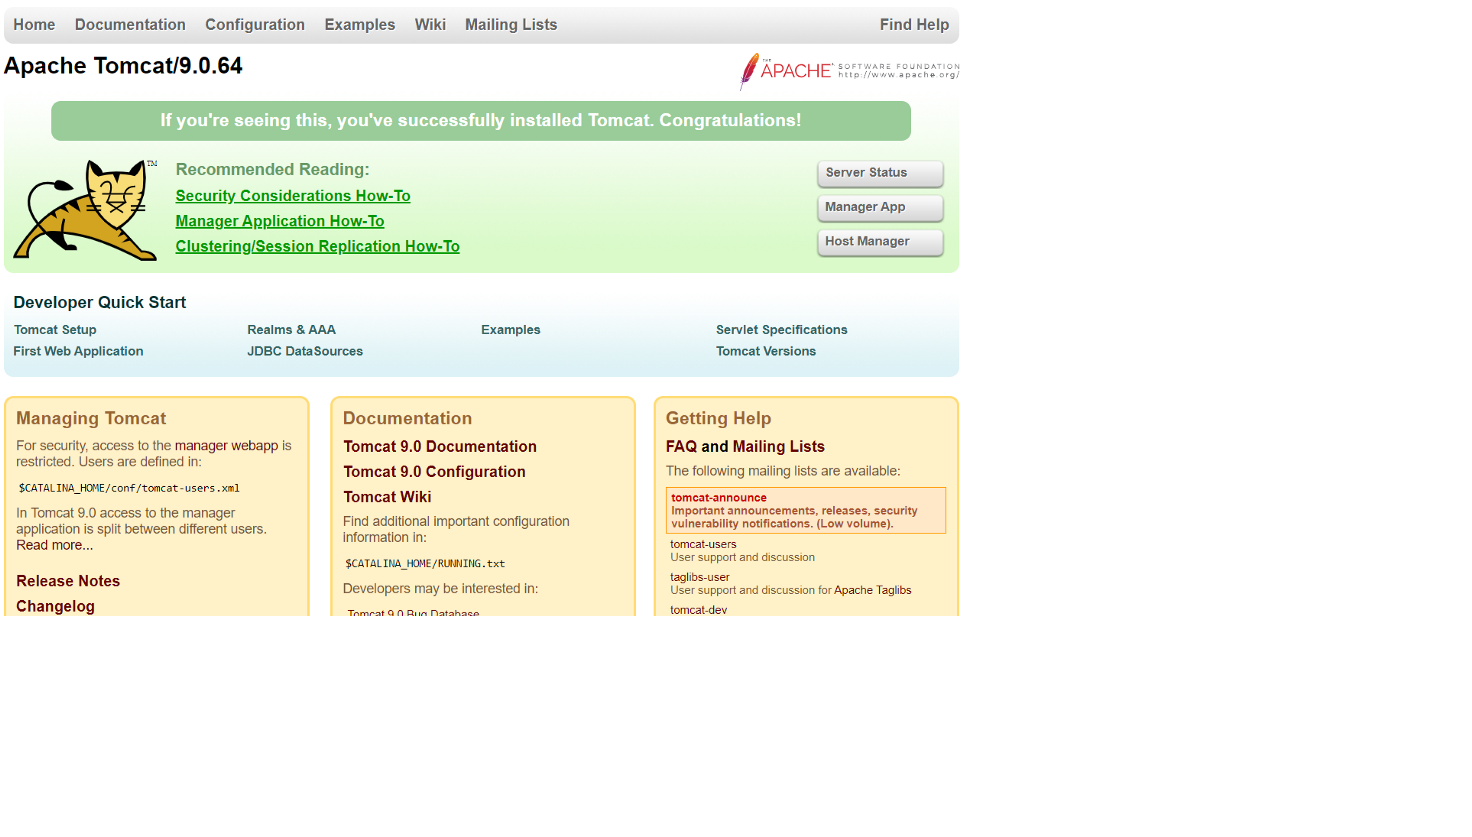 Home Documentation Configuration Examples Wiki Mailing Lists Find Help
Apache Tomcat/9.0.64
THE
APACHE® SOFTWARE FOUNDATION
http://www.apache.org/
If you're seeing this, you've successfully installed Tomcat. Congratulations!
TM
Recommended Reading:
Security Considerations How-To
Manager Application How-To
Clustering/Session Replication How-To
Server Status
Manager App
Host Manager
Developer Quick Start
Tomcat Setup
First Web Application
Realms & AAA
JDBC DataSources
Examples
Servlet Specifications
Tomcat Versions
Managing Tomcat
For security, access to the manager webapp is
restricted. Users are defined in:
$CATALINA_HOME/conf/tomcat-users.xml
In Tomcat 9.0 access to the manager
application is split between different users.
Read more...
Release Notes
Changelog
Documentation
Tomcat 9.0 Documentation
Tomcat 9.0 Configuration
Tomcat Wiki
Find additional important configuration
information in:
$CATALINA_HOME/RUNNING.txt
Developers may be interested in:
Tomcat 9.0 Bug Database
Getting Help
FAQ and Mailing Lists
The following mailing lists are available:
tomcat-announce
Important announcements, releases, security
vulnerability notifications. (Low volume).
tomcat-users
User support and discussion
taglibs-user
User support and discussion for Apache Taglibs
tomcat-dev